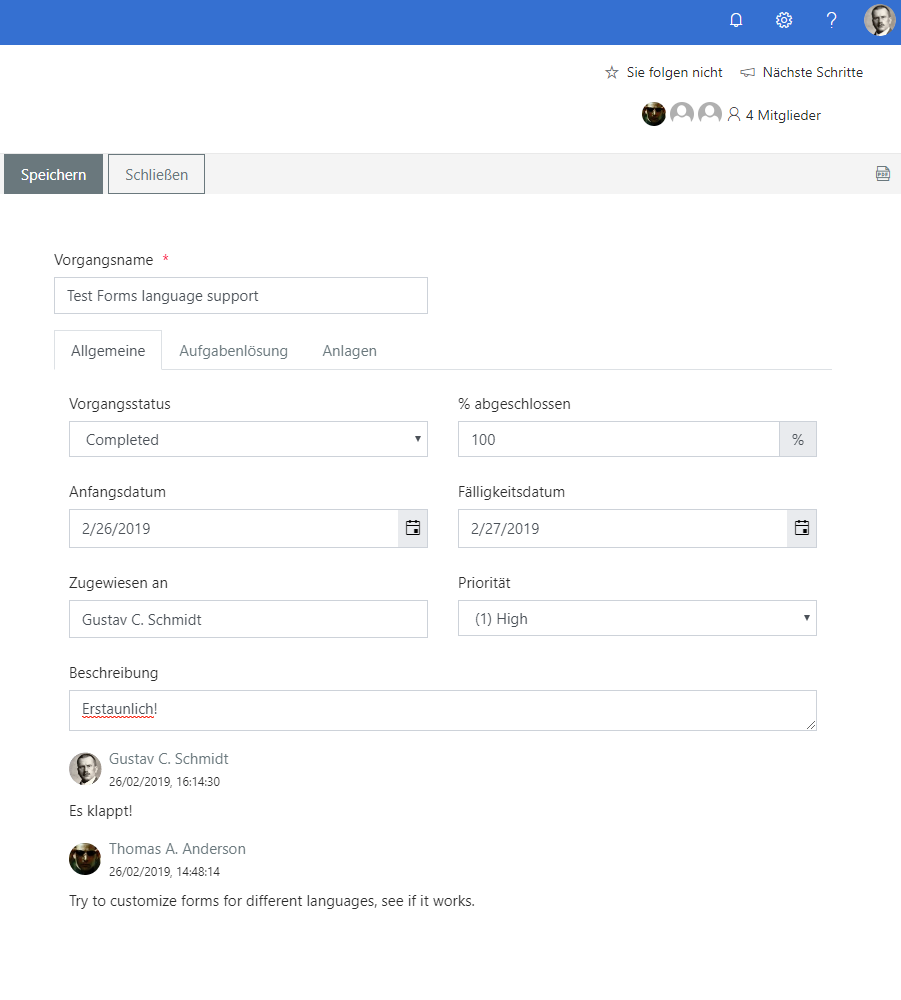 Sie folgen nicht Nächste Schritte
4 Mitglieder
Speichern Schließen
PDF
Vorgangsname *
Test Forms language support
Allgemeine Aufgabenlösung Anlagen
Vorgangsstatus % abgeschlossen
Completed 100 %
Anfangsdatum Fälligkeitsdatum
2/26/2019 2/27/2019
Zugewiesen an Priorität
Gustav C. Schmidt (1) High
Beschreibung
Erstaunlich!
Gustav C. Schmidt
26/02/2019, 16:14:30
Es klappt!
Thomas A. Anderson
26/02/2019, 14:48:14
Try to customize forms for different languages, see if it works.